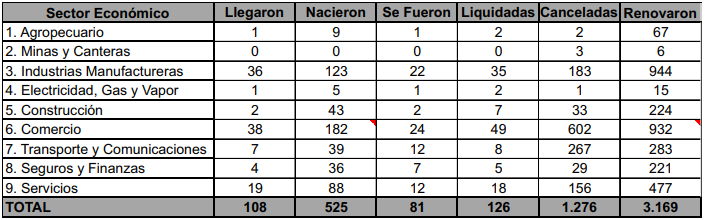 Sector Económico Llegaron Nacieron Se Fueron Liquidadas Canceladas Renovaron
1. Agropecuario 1 9 1 2 2 67
2. Minas y Canteras 0 0 0 0 3 6
3. Industrias Manufactureras 36 123 22 35 183 944
4. Electricidad, Gas y Vapor 1 5 1 2 1 15
5. Construcción 2 43 2 7 33 224
6. Comercio 38 182 24 49 602 932
7. Transporte y Comunicaciones 7 39 12 8 267 283
8. Seguros y Finanzas 4 36 7 5 29 221
9. Servicios 19 88 12 18 156 477
TOTAL 108 525 81 126 1.276 3.169